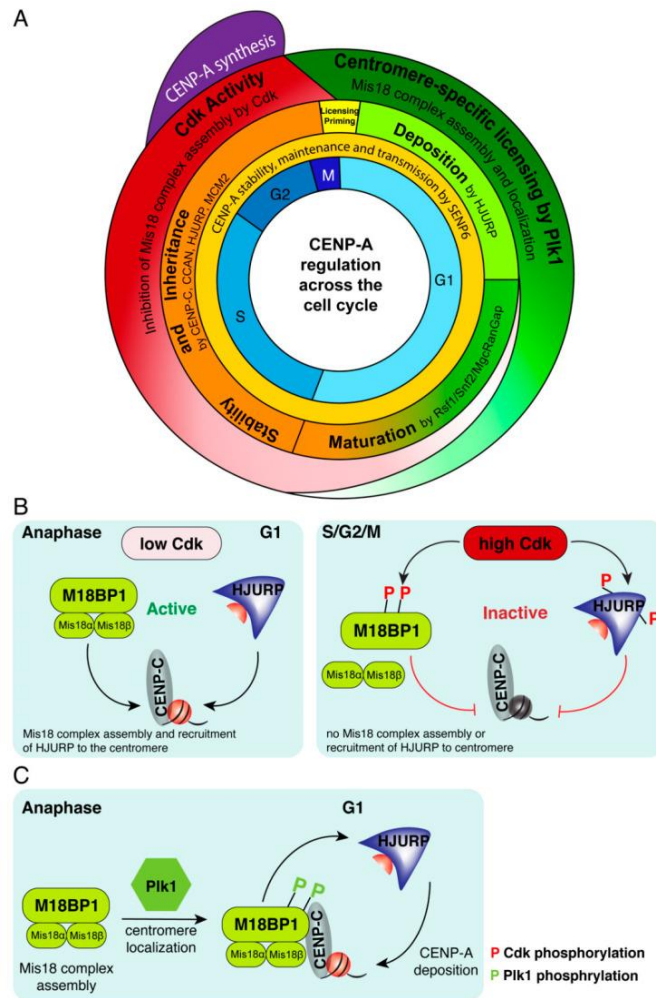 A
CENP-A synthesis
Cdk Activity
Inhibition of Mis18 complex assembly by Cdk
Centromere-specific licensing by Plk1
Mis18 complex assembly and localization
Licensing
Priming
Deposition by HJURP
Maturation by Rsf1/Snf2/MgcRanGap
Stability and Inheritance
by CENP-C, CCAN, HJURP, MCM2
CENP-A stability, maintenance and transmission by SENP6
M
G2
S
G1
CENP-A
regulation
across the
cell cycle
B
Anaphase
low Cdk
G1
M18BP1
Mis18α Mis18β
Active
HJURP
CENP-C
Mis18 complex assembly and recruitment
of HJURP to the centromere
S/G2/M
high Cdk
P P
P
M18BP1
Inactive
HJURP
P
Mis18α Mis18β
CENP-C
no Mis18 complex assembly or
recruitment of HJURP to centromere
C
Anaphase
G1
Plk1
HJURP
M18BP1
Mis18α Mis18β
centromere
localization
P P
M18BP1
Mis18α Mis18β
CENP-C
Mis18 complex
assembly
CENP-A
deposition
P Cdk phosphorylation
P Plk1 phosphrylation